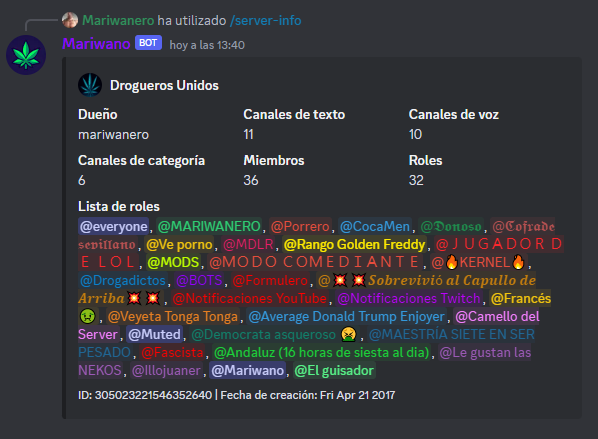 Mariwanero ha utilizado /server-info
Mariwano BOT hoy a las 13:40
Drogueros Unidos
Dueño Canales de texto Canales de voz
mariwanero 11 10
Canales de categoría Miembros Roles
6 36 32
Lista de roles
@everyone, @MARIWANERO, @Porrero, @CocaMen, @𝕯𝖔𝖓𝖔𝖘𝖔, @𝕮𝖔𝖋𝖗𝖆𝖉𝖊
𝖘𝖊𝖛𝖎𝖑𝖑𝖆𝖓𝖔, @Ve porno, @MDLR, @Rango Golden Freddy, @ＪＵＧＡＤＯＲ Ｄ
Ｅ ＬＯＬ, @MODS, @ＭＯＤＯ ＣＯＭＥＤＩＡＮＴＥ, @🔥KERNEL🔥,
@Drogadictos, @BOTS, @Formulero, @💥💥𝑺𝒐𝒃𝒓𝒆𝒗𝒊𝒗𝒊ó 𝒂𝒍 𝑪𝒂𝒑𝒖𝒍𝒍𝒐 𝒅𝒆
𝑨𝒓𝒓𝒊𝒃𝒂💥💥, @Notificaciones YouTube, @Notificaciones Twitch, @Francés
🤢, @Veyeta Tonga Tonga, @Average Donald Trump Enjoyer, @Camello del
Server, @Muted, @Democrata asqueroso 🤮, @MAESTRÍA SIETE EN SER
PESADO, @Fascista, @Andaluz (16 horas de siesta al dia), @Le gustan las
NEKOS, @Illojuaner, @Mariwano, @El guisador
ID: 305023221546352640 | Fecha de creación: Fri Apr 21 2017